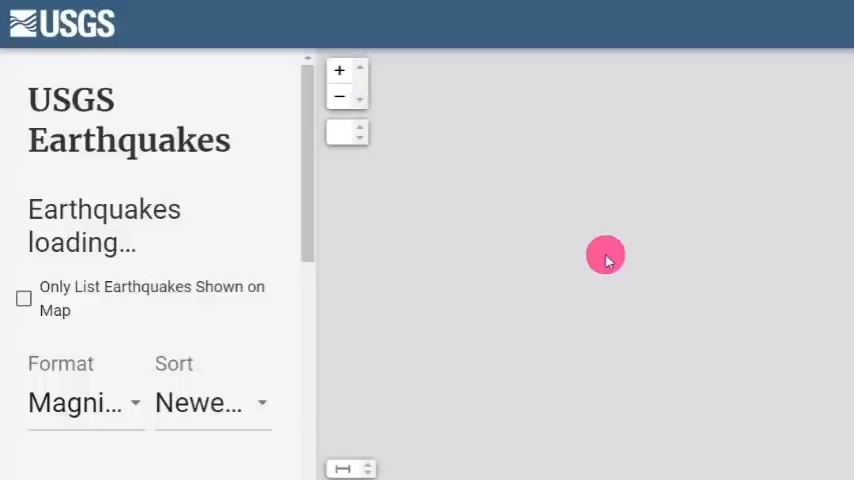 USGS
USGS
Earthquakes
Earthquakes
loading...
Only List Earthquakes Shown on
Map
Format Sort
Magni... Newe...
+
−